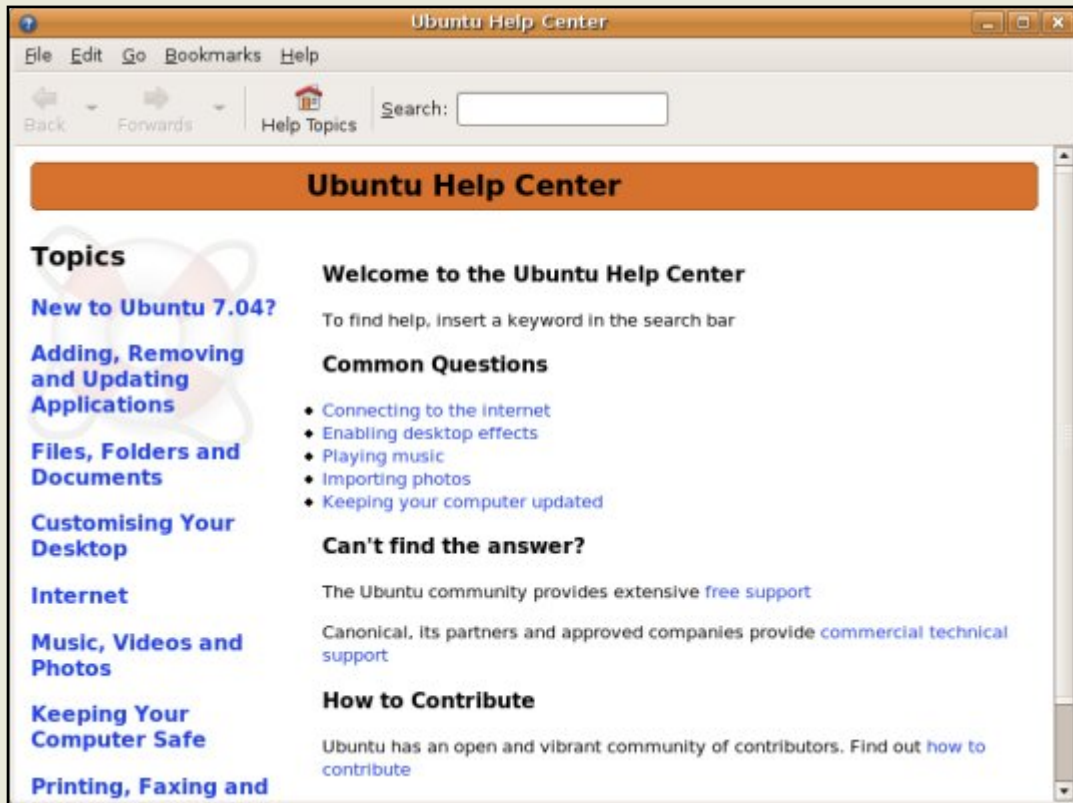 Ubuntu Help Center
File Edit Go Bookmarks Help
Back Forwards Help Topics Search:
Ubuntu Help Center
Topics
New to Ubuntu 7.04?
Adding, Removing
and Updating
Applications
Files, Folders and
Documents
Customising Your
Desktop
Internet
Music, Videos and
Photos
Keeping Your
Computer Safe
Printing, Faxing and
Welcome to the Ubuntu Help Center
To find help, insert a keyword in the search bar
Common Questions
Connecting to the internet
Enabling desktop effects
Playing music
Importing photos
Keeping your computer updated
Can't find the answer?
The Ubuntu community provides extensive free support
Canonical, its partners and approved companies provide commercial technical
support
How to Contribute
Ubuntu has an open and vibrant community of contributors. Find out how to
contribute